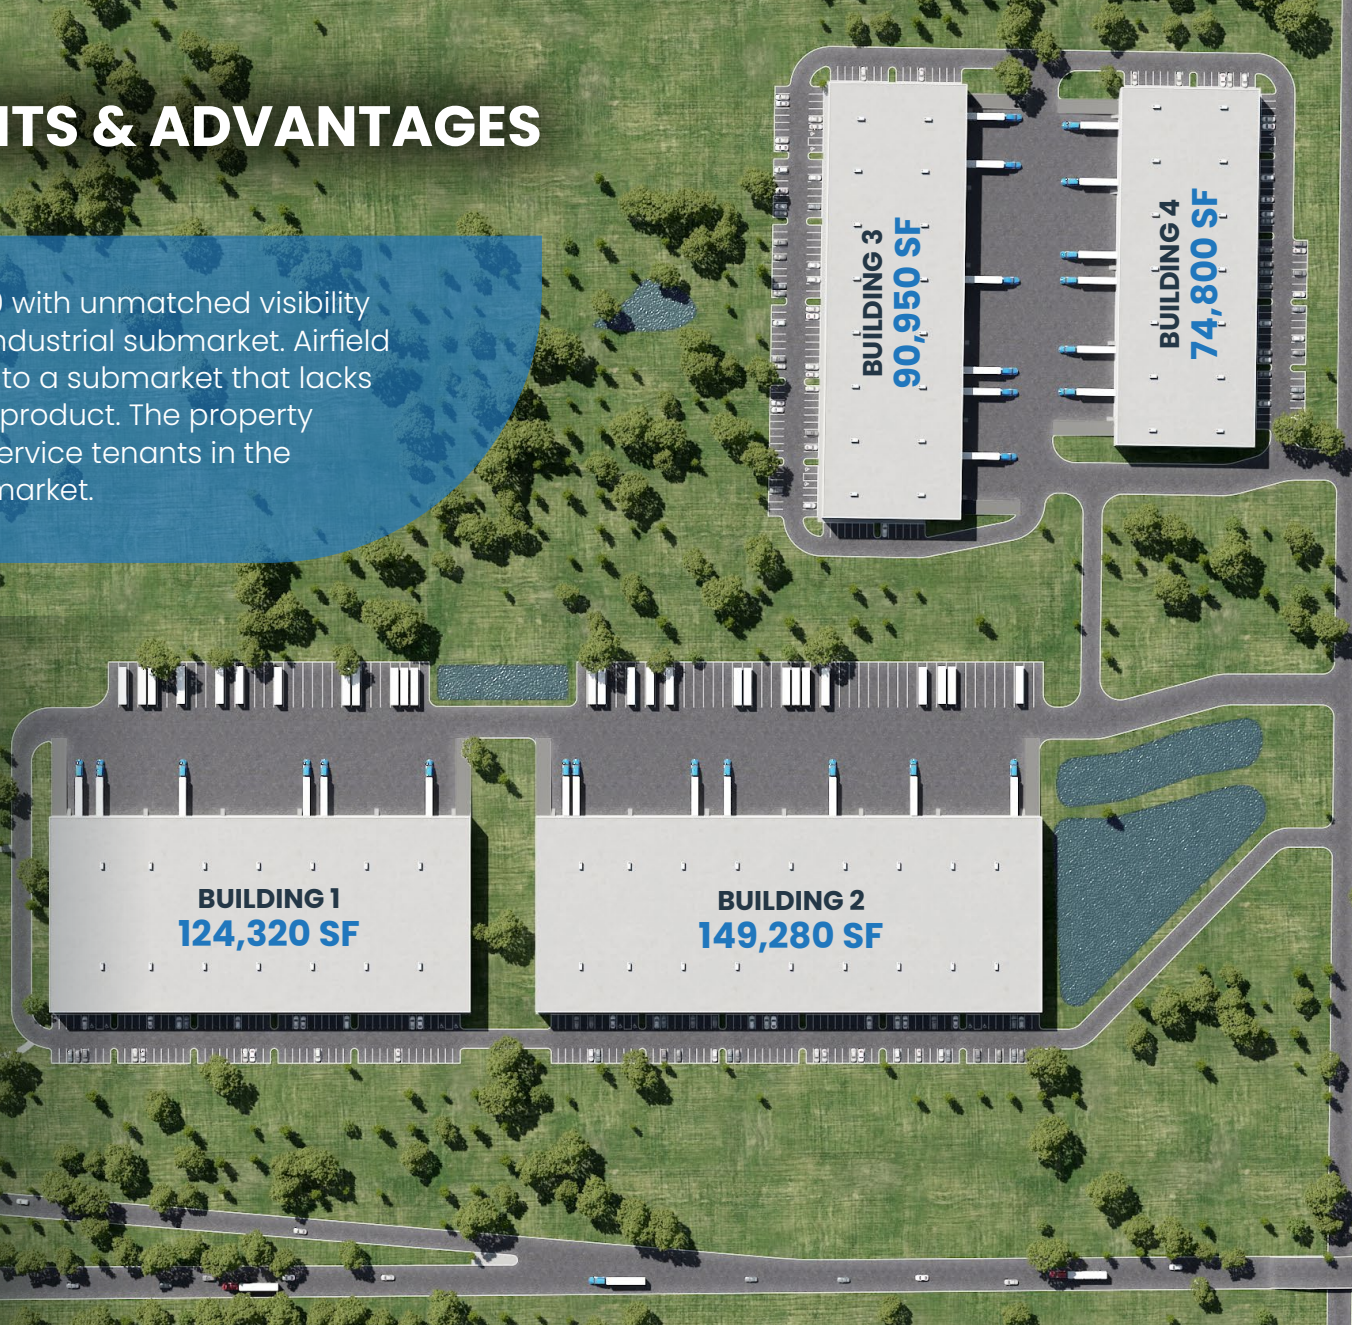 ITS & ADVANTAGES
with unmatched visibility
ndustrial submarket. Airfield
to a submarket that lacks
product. The property
ervice tenants in the
market.
BUILDING 3
90,950 SF
BUILDING 4
74,800 SF
BUILDING 1
124,320 SF
BUILDING 2
149,280 SF